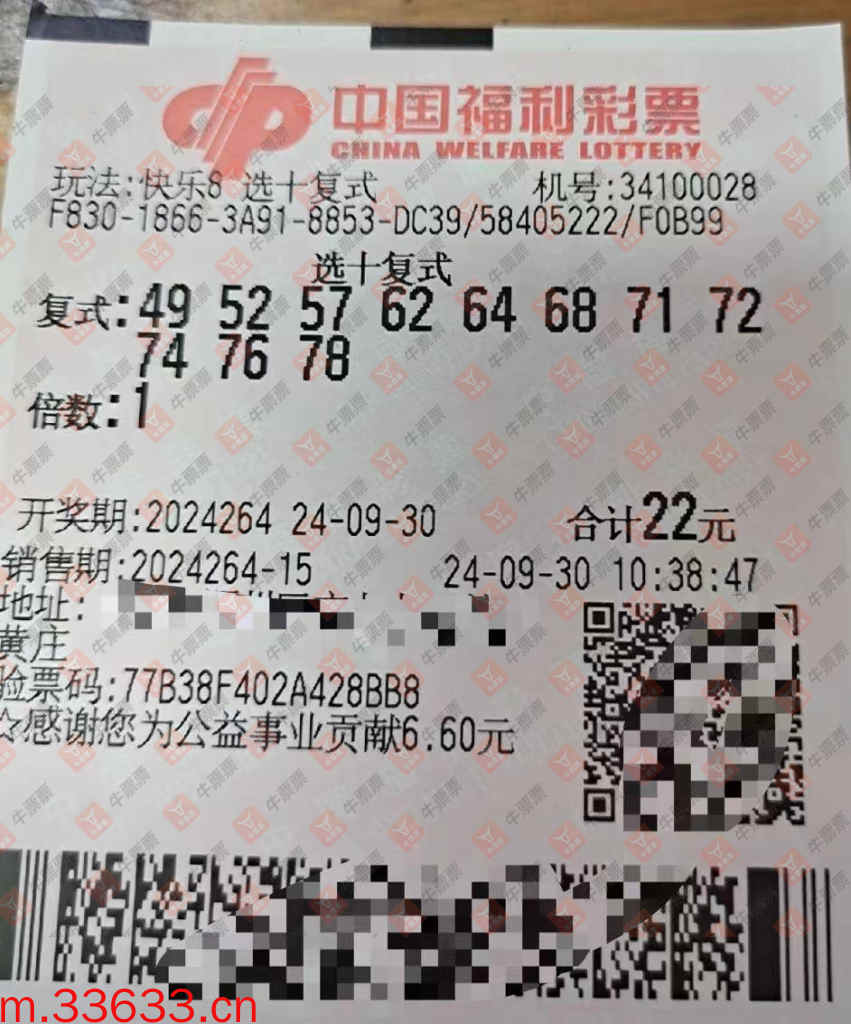 中国福利彩票
CHINA WELFARE LOTTERY
玩法:快乐8 选十复式 机号:34100028
F830-1866-3A91-8853-DC39/58405222/F0B99
选十复式
复式:49 52 57 62 64 68 71 72
74 76 78
倍数:1
开奖期:2024264 24-09-30 合计22元
销售期:2024264-15 24-09-30 10:38:47
地址:
黄庄
验票码:77B38F402A428BB8
☆感谢您为公益事业贡献6.60元
m.33633.cn
牛票票